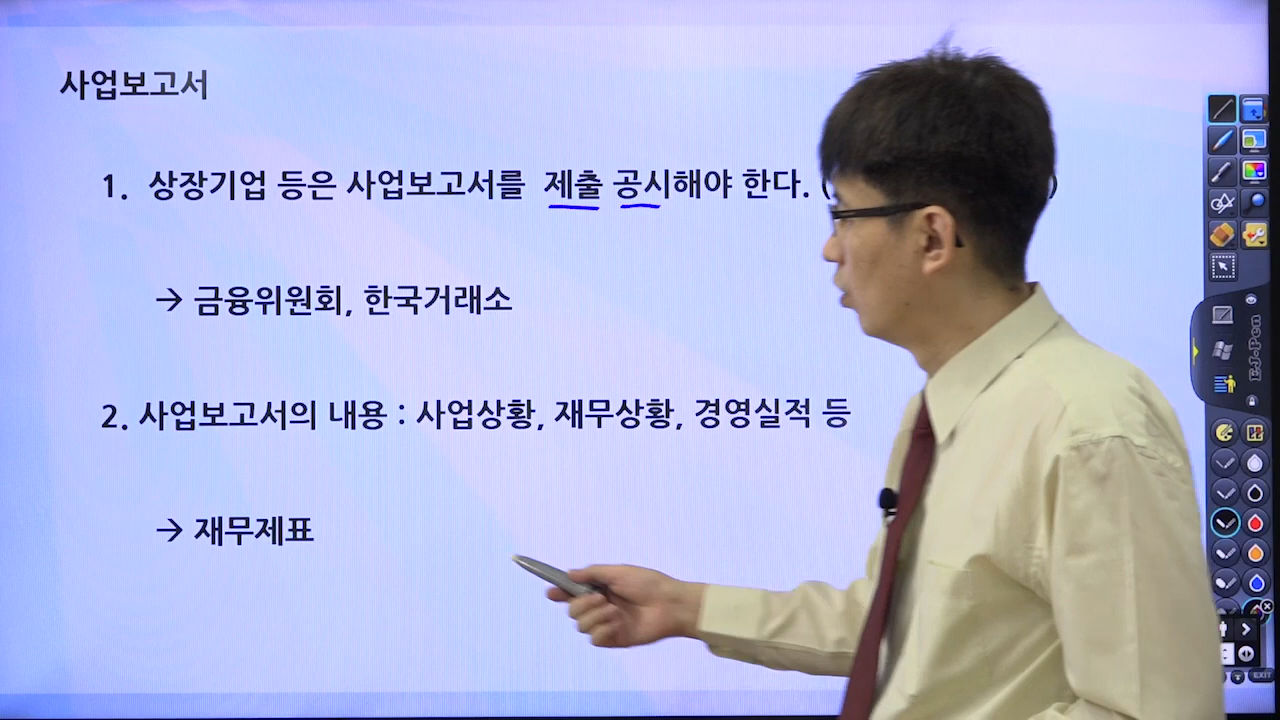 사업보고서
1. 상장기업 등은 사업보고서를 제출 공시해야 한다. ( )
→ 금융위원회, 한국거래소
2. 사업보고서의 내용 : 사업상황, 재무상황, 경영실적 등
→ 재무제표
EJ-Pen
EXIT